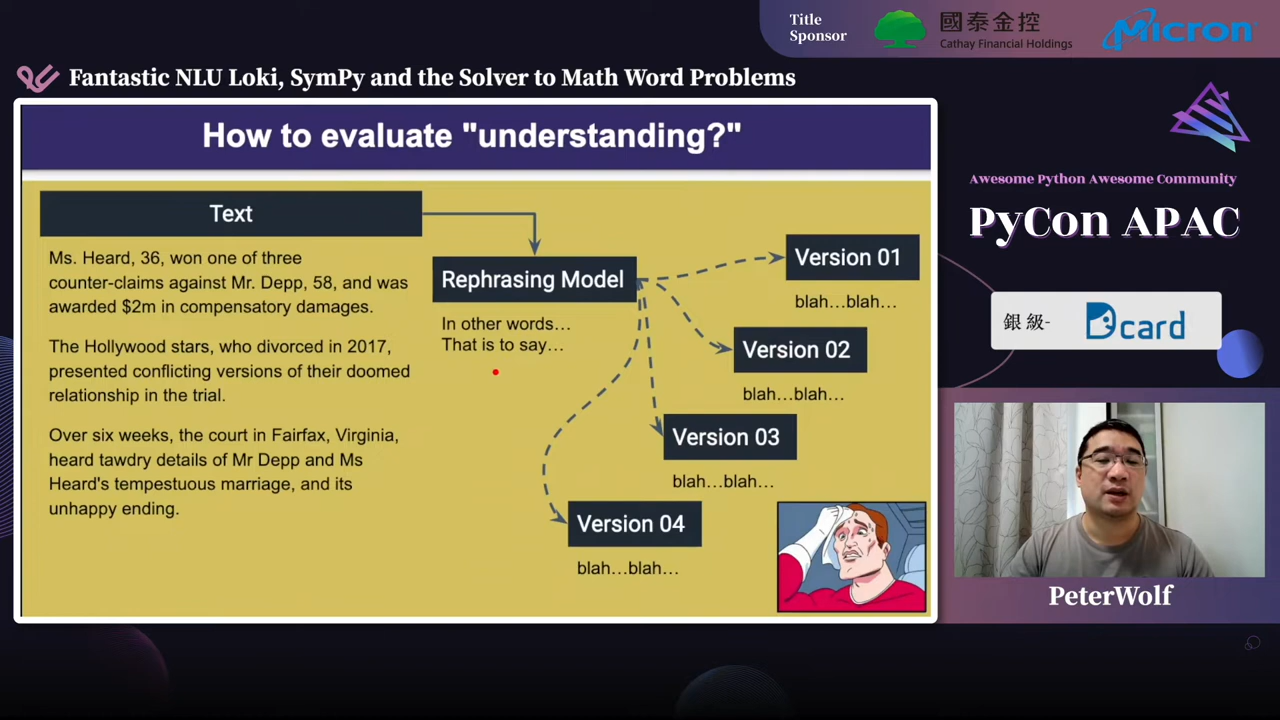 Title
Sponsor
國泰金控
Cathay Financial Holdings
Micron
Fantastic NLU Loki, SymPy and the Solver to Math Word Problems
How to evaluate "understanding?"
Text
Ms. Heard, 36, won one of three
counter-claims against Mr. Depp, 58, and was
awarded $2m in compensatory damages.
The Hollywood stars, who divorced in 2017,
presented conflicting versions of their doomed
relationship in the trial.
Over six weeks, the court in Fairfax, Virginia,
heard tawdry details of Mr Depp and Ms
Heard's tempestuous marriage, and its
unhappy ending.
Rephrasing Model
In other words…
That is to say…
Version 01
blah…blah…
Version 02
blah…blah…
Version 03
blah…blah…
Version 04
blah…blah…
Awesome Python Awesome Community
PyCon APAC
銀級-
Dcard
PeterWolf